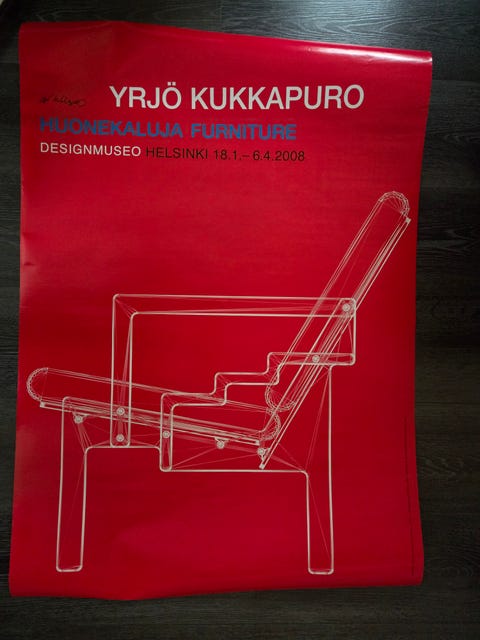 YRJÖ KUKKAPURO
HUONEKALUJA FURNITURE
DESIGNMUSEO HELSINKI 18.1.–6.4.2008